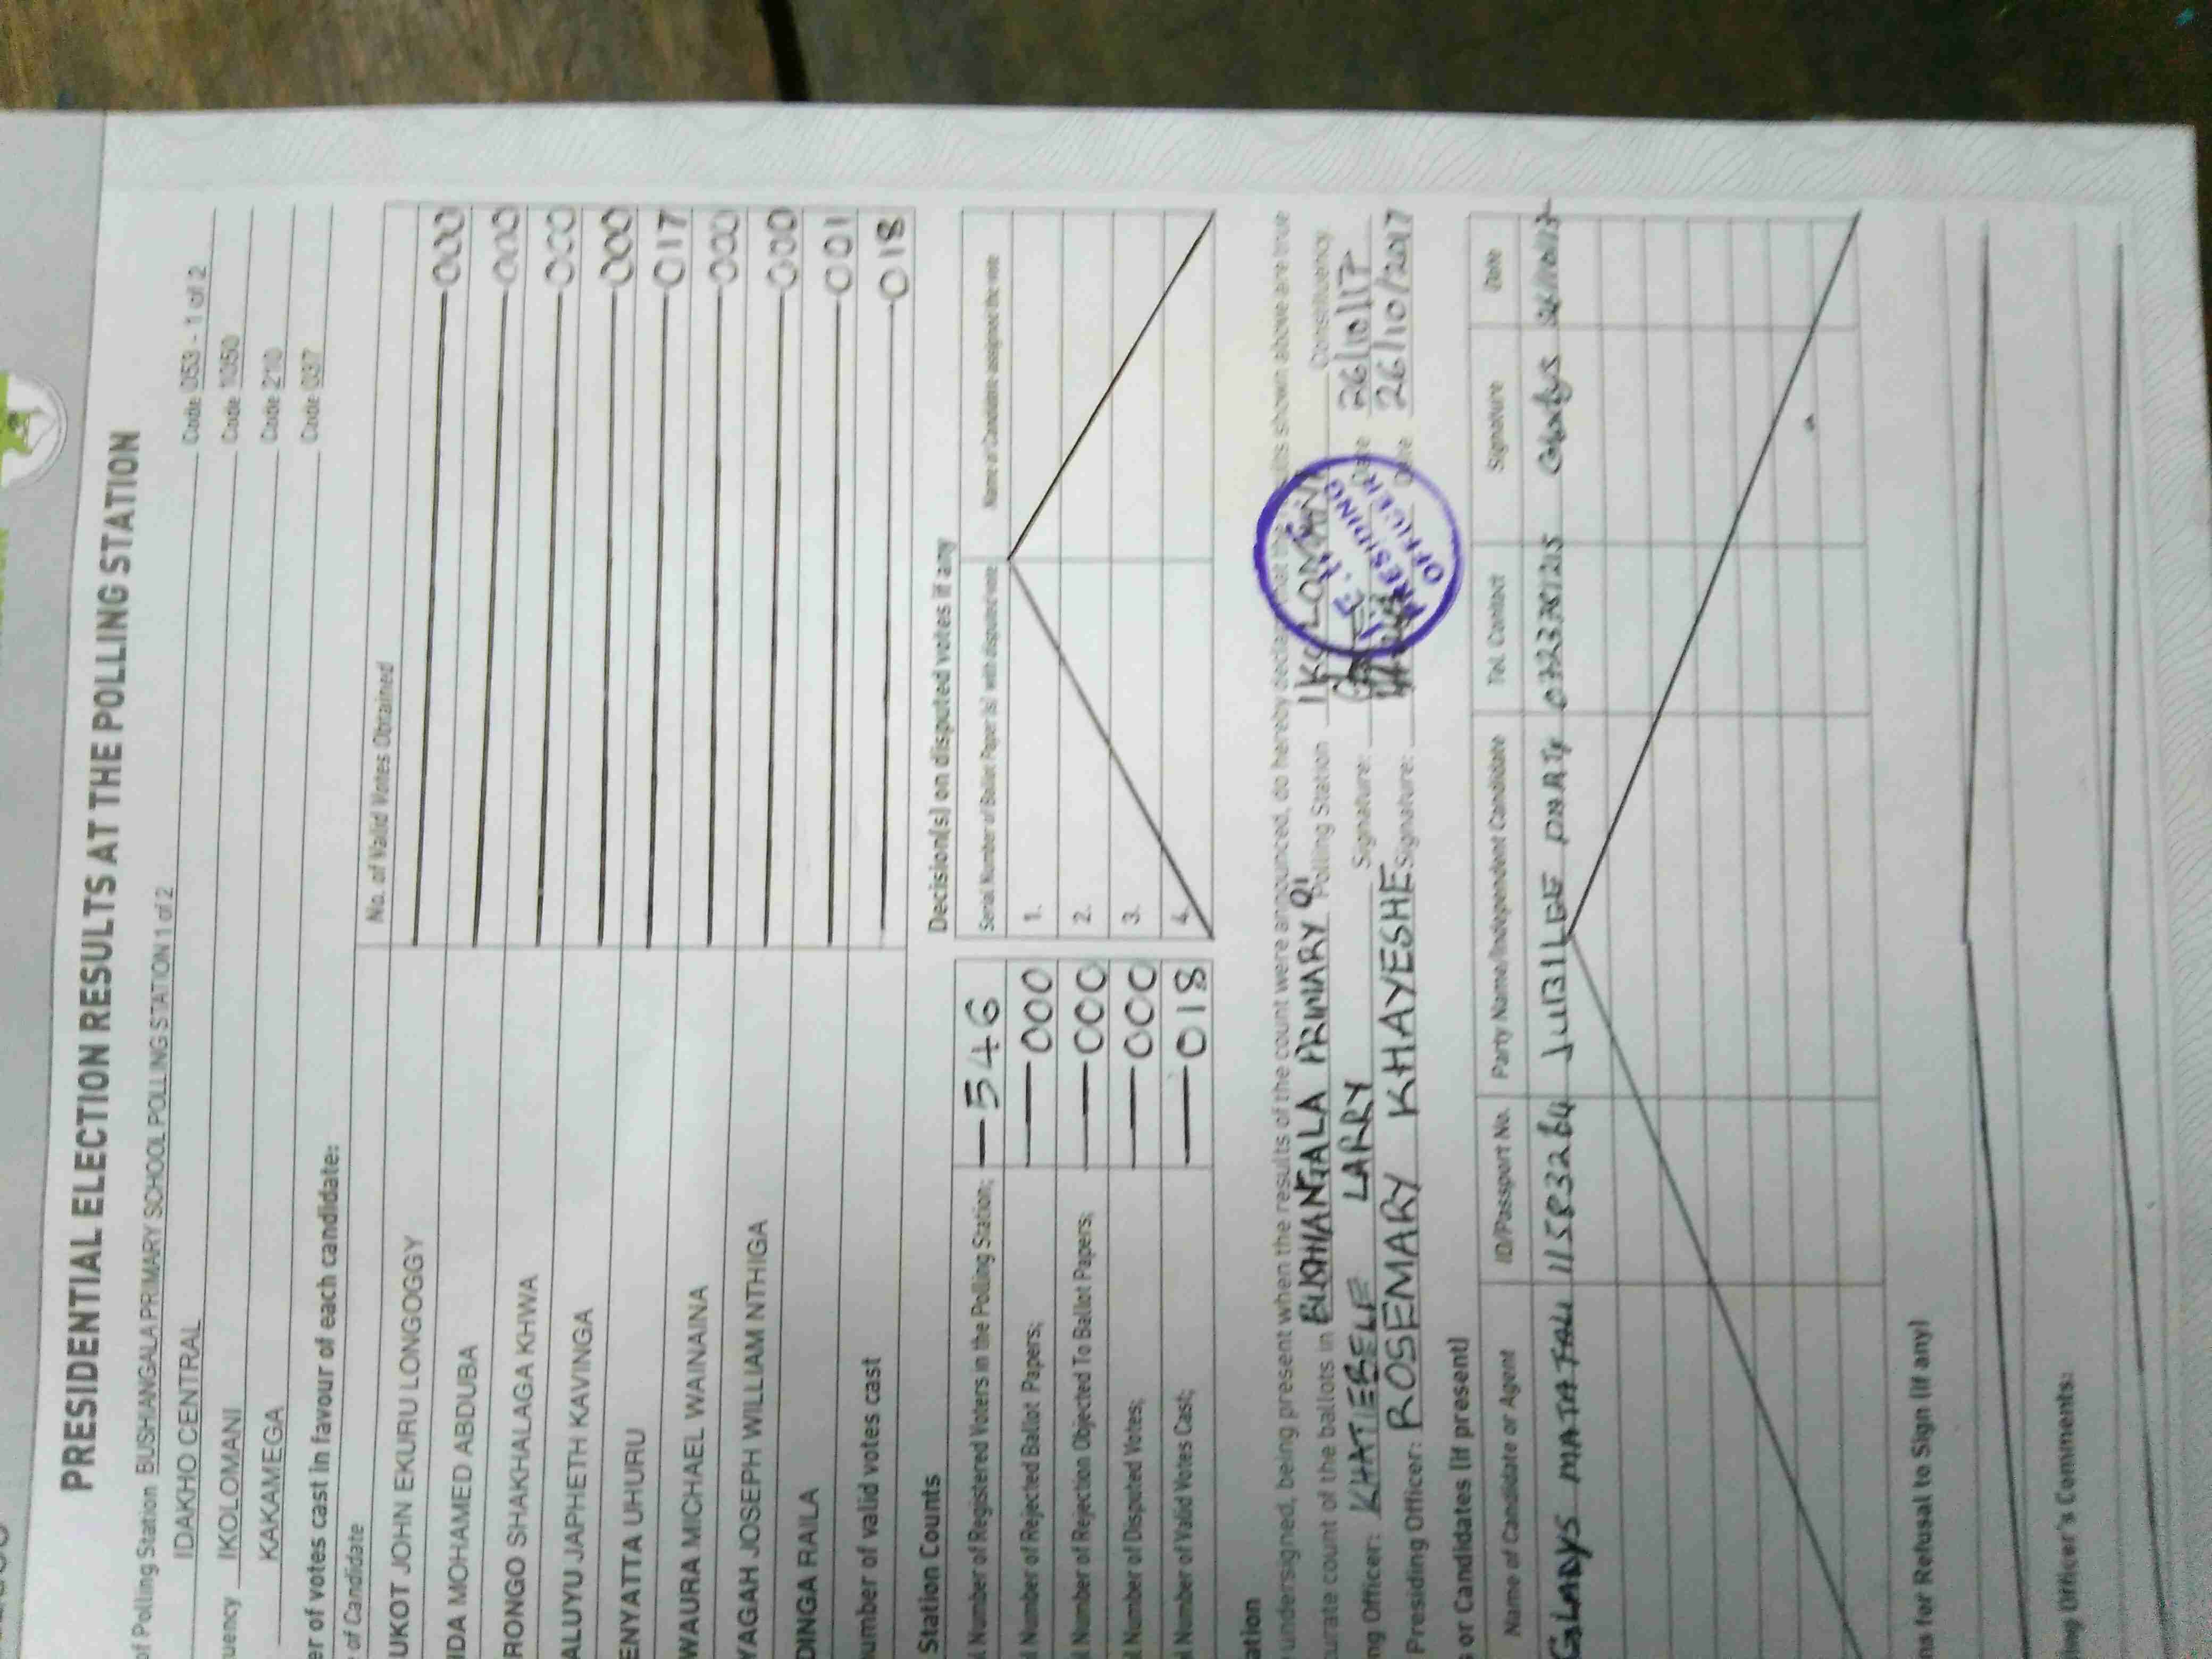 PRESIDENTIAL ELECTION RESULTS AT THE POLLING STATION
of Polling Station BUSHANGALA PRIMARY SCHOOL POLLING STATION 1 of 2 Code 053 - 1 of 2
IDAKHO CENTRAL Code 1050
uency IKOLOMANI Code 210
KAKAMEGA Code 037
er of votes cast in favour of each candidate:
of Candidate No. of Valid Votes Obtained
UKOT JOHN EKURU LONGOGGY 000
IDA MOHAMED ABDUBA 000
RONGO SHAKHALAGA KHWA 000
ALUYU JAPHETH KAVINGA 000
ENYATTA UHURU 017
WAURA MICHAEL WAINAINA 000
YAGAH JOSEPH WILLIAM NTHIGA 000
DINGA RAILA 001
umber of valid votes cast 018
Station Counts
l Number of Registered Voters in the Polling Station; 546
l Number of Rejected Ballot Papers; 000
l Number of Rejection Objected To Ballot Papers; 000
l Number of Disputed Votes; 000
l Number of Valid Votes Cast; 018
Decision(s) on disputed votes if any
Serial Number of Ballot Paper (s) with disputed vote Name of Candidate assigned the vote
1.
2.
3.
4.
ation
undersigned, being present when the results of the count were announced, do hereby declare that the results shown above are true
urate count of the ballots in BUSHANGALA PRIMARY 01 Polling Station IKOLOMANI Constituency
ng Officer: KHATIEBELE LARRY Signature: Date 26/10/17
Presiding Officer: ROSEMARY KHAYESHE Signature: Date 26/10/2017
PRESIDING
OFFICER
s or Candidates (if present)
Name of Candidate or Agent ID/Passport No. Party Name/Independent Candidate Tel. Contact Signature Date
GLADYS JUBILEE PARTY Gladys
ns for Refusal to Sign (if any)
ing Officer's Comments: